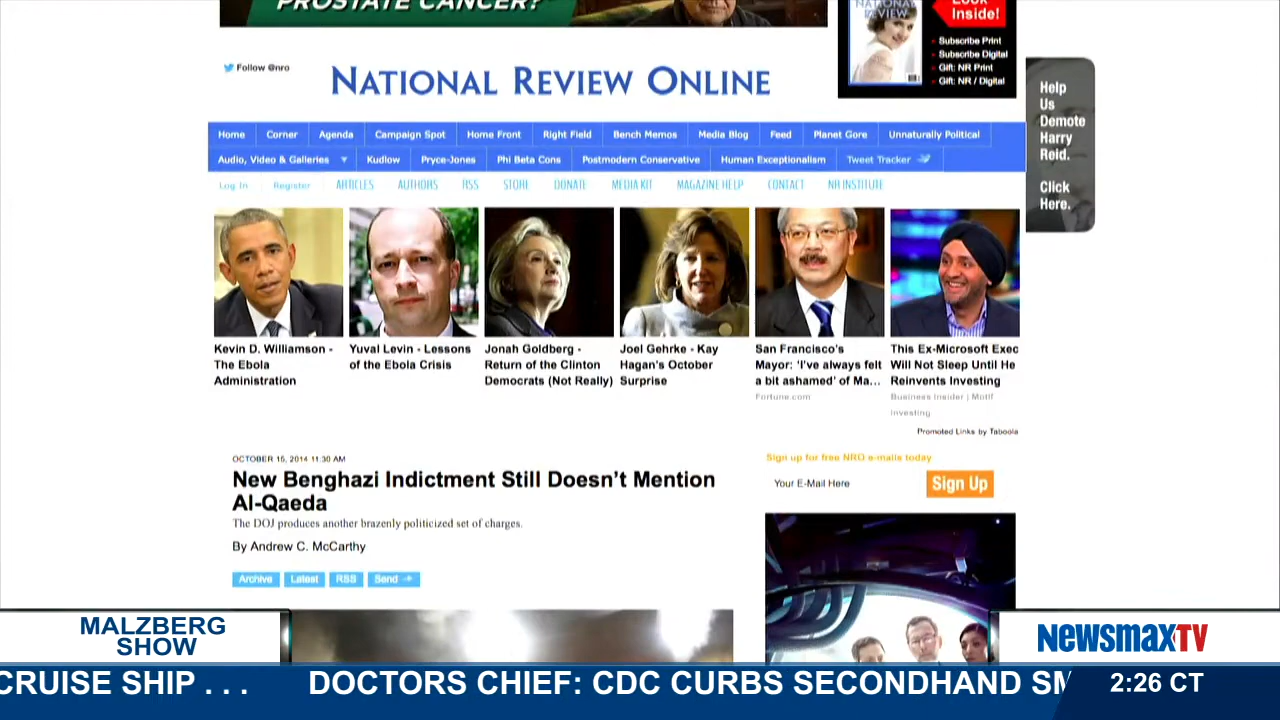 PROSTATE CANCER?
Look
Inside!
NATIONAL
REVIEW
Subscribe Print
Subscribe Digital
Gift: NR Print
Gift: NR / Digital
Follow @nro
NATIONAL REVIEW ONLINE
Help
Us
Demote
Harry
Reid.
Click
Here.
Home Corner Agenda Campaign Spot Home Front Right Field Bench Memos Media Blog Feed Planet Gore Unnaturally Political
Audio, Video & Galleries Kudlow Pryce-Jones Phi Beta Cons Postmodern Conservative Human Exceptionalism Tweet Tracker
Log In Register ARTICLES AUTHORS RSS STORE DONATE MEDIA KIT MAGAZINE HELP CONTACT NR INSTITUTE
Kevin D. Williamson -
The Ebola
Administration
Yuval Levin - Lessons
of the Ebola Crisis
Jonah Goldberg -
Return of the Clinton
Democrats (Not Really)
Joel Gehrke - Kay
Hagan's October
Surprise
San Francisco's
Mayor: 'I've always felt
a bit ashamed' of Ma...
Fortune.com
This Ex-Microsoft Exec
Will Not Sleep Until He
Reinvents Investing
Business Insider | Motif
Investing
Promoted Links by Taboola
OCTOBER 15, 2014 11:30 AM
New Benghazi Indictment Still Doesn't Mention
Al-Qaeda
The DOJ produces another brazenly politicized set of charges.
By Andrew C. McCarthy
Archive Latest RSS Send
Sign up for free NRO e-mails today
Your E-Mail Here Sign Up
MALZBERG
SHOW
NEWSMAXTV
CRUISE SHIP . . . DOCTORS CHIEF: CDC CURBS SECONDHAND SM
2:26 CT